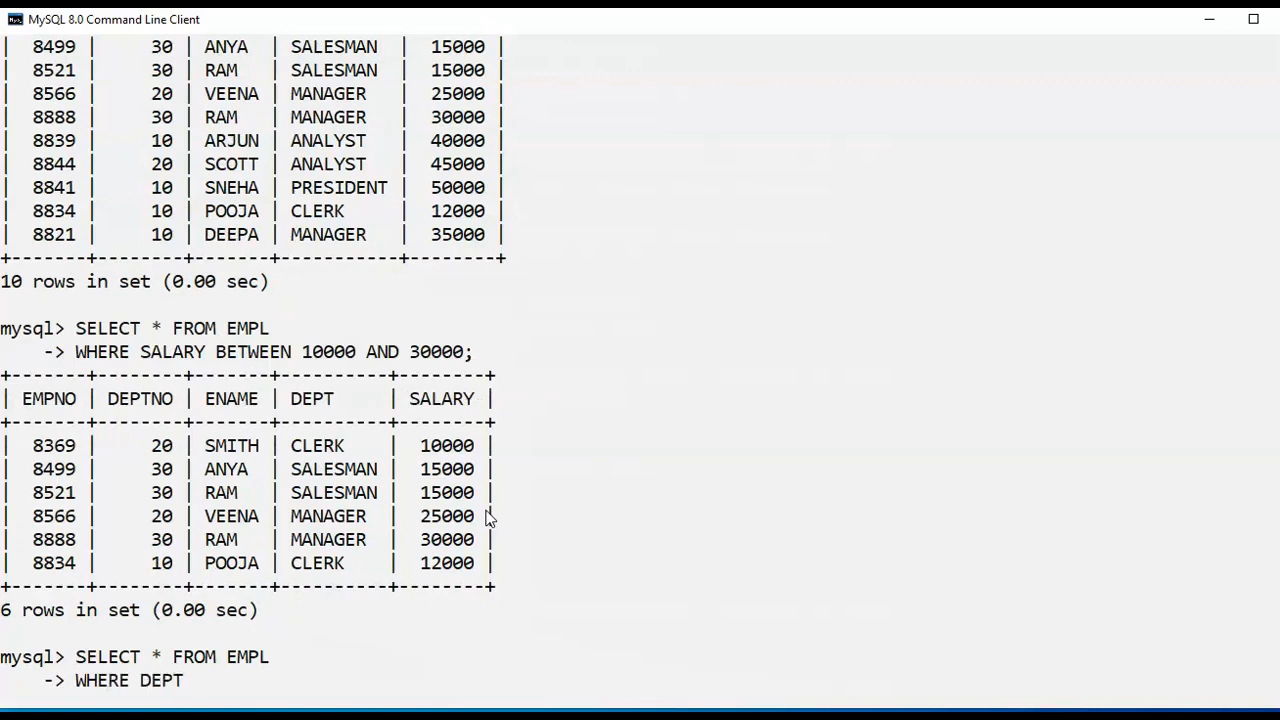 MySQL 8.0 Command Line Client
| 8499 | 30 | ANYA | SALESMAN | 15000 |
| 8521 | 30 | RAM | SALESMAN | 15000 |
| 8566 | 20 | VEENA | MANAGER | 25000 |
| 8888 | 30 | RAM | MANAGER | 30000 |
| 8839 | 10 | ARJUN | ANALYST | 40000 |
| 8844 | 20 | SCOTT | ANALYST | 45000 |
| 8841 | 10 | SNEHA | PRESIDENT | 50000 |
| 8834 | 10 | POOJA | CLERK | 12000 |
| 8821 | 10 | DEEPA | MANAGER | 35000 |
+-------+--------+-------+-----------+--------+
10 rows in set (0.00 sec)
mysql> SELECT * FROM EMPL
-> WHERE SALARY BETWEEN 10000 AND 30000;
+-------+--------+-------+----------+--------+
| EMPNO | DEPTNO | ENAME | DEPT | SALARY |
+-------+--------+-------+----------+--------+
| 8369 | 20 | SMITH | CLERK | 10000 |
| 8499 | 30 | ANYA | SALESMAN | 15000 |
| 8521 | 30 | RAM | SALESMAN | 15000 |
| 8566 | 20 | VEENA | MANAGER | 25000 |
| 8888 | 30 | RAM | MANAGER | 30000 |
| 8834 | 10 | POOJA | CLERK | 12000 |
+-------+--------+-------+----------+--------+
6 rows in set (0.00 sec)
mysql> SELECT * FROM EMPL
-> WHERE DEPT